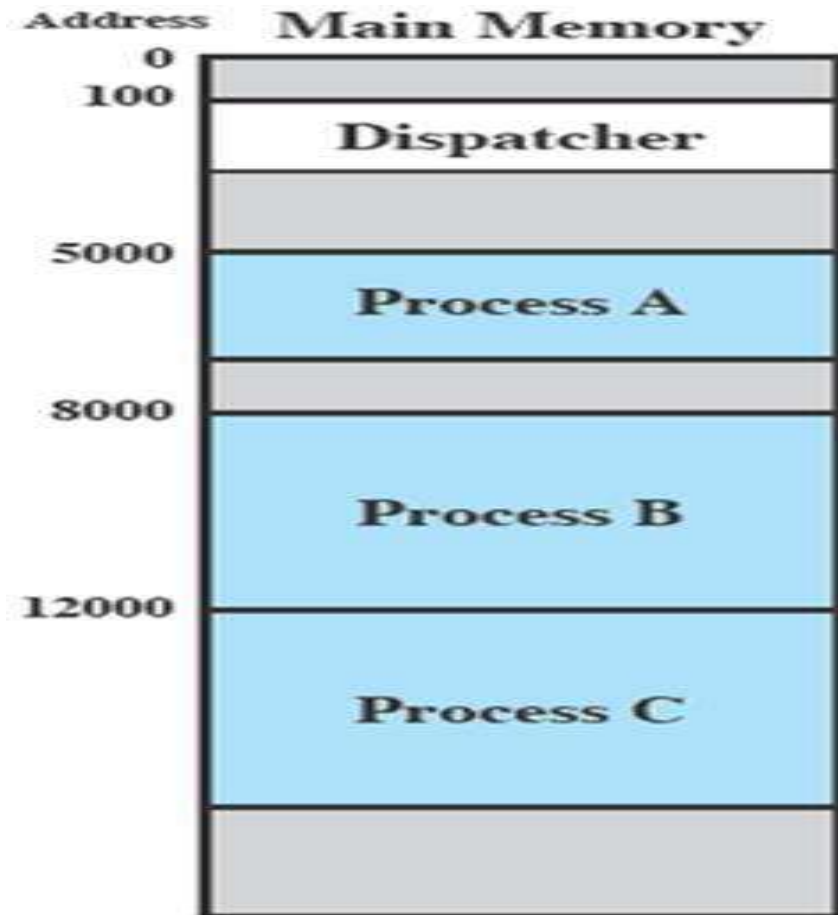 Address Main Memory
0
100
Dispatcher
5000
Process A
8000
Process B
12000
Process C